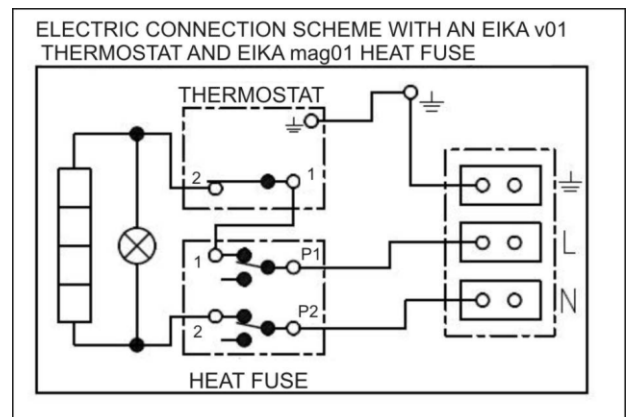 ELECTRIC CONNECTION SCHEME WITH AN EIKA v01
THERMOSTAT AND EIKA mag01 HEAT FUSE
THERMOSTAT
2 1
1 P1
L
2 P2
N
HEAT FUSE